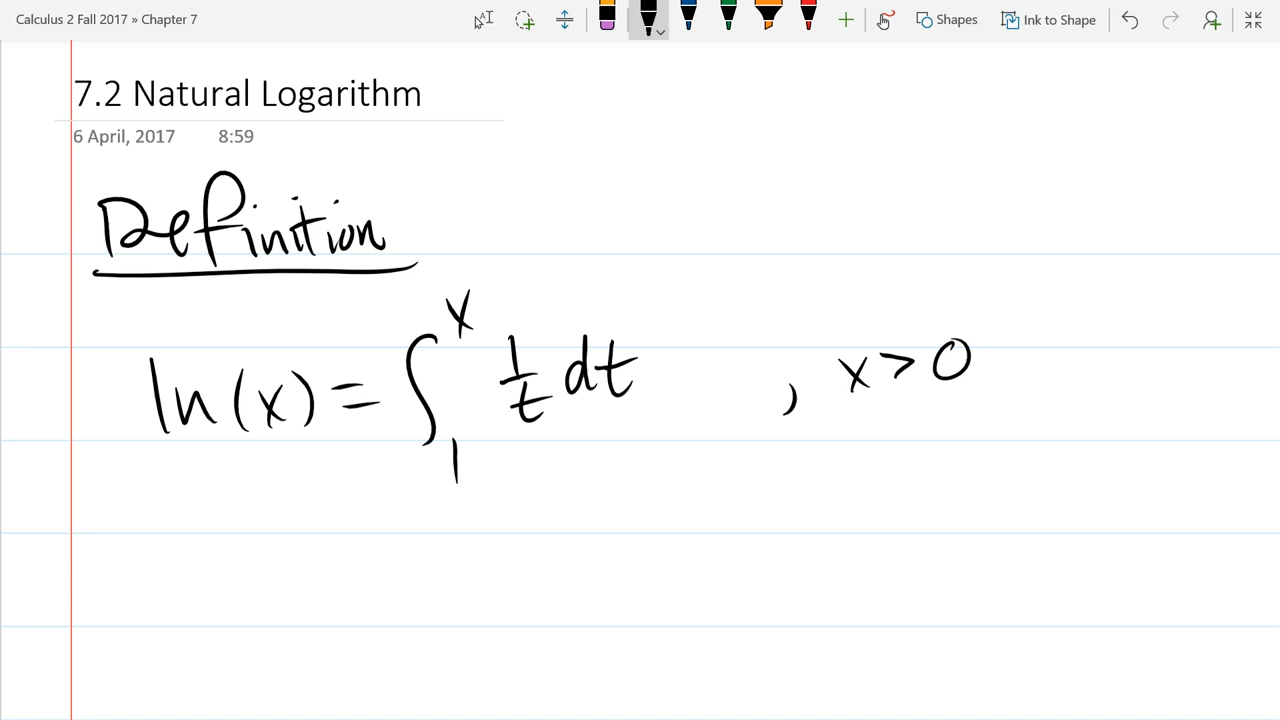 Calculus 2 Fall 2017 » Chapter 7
Shapes
Ink to Shape
7.2 Natural Logarithm
6 April, 2017 8:59
Definition
ln(x) = ∫₁ˣ 1/t dt , x > 0